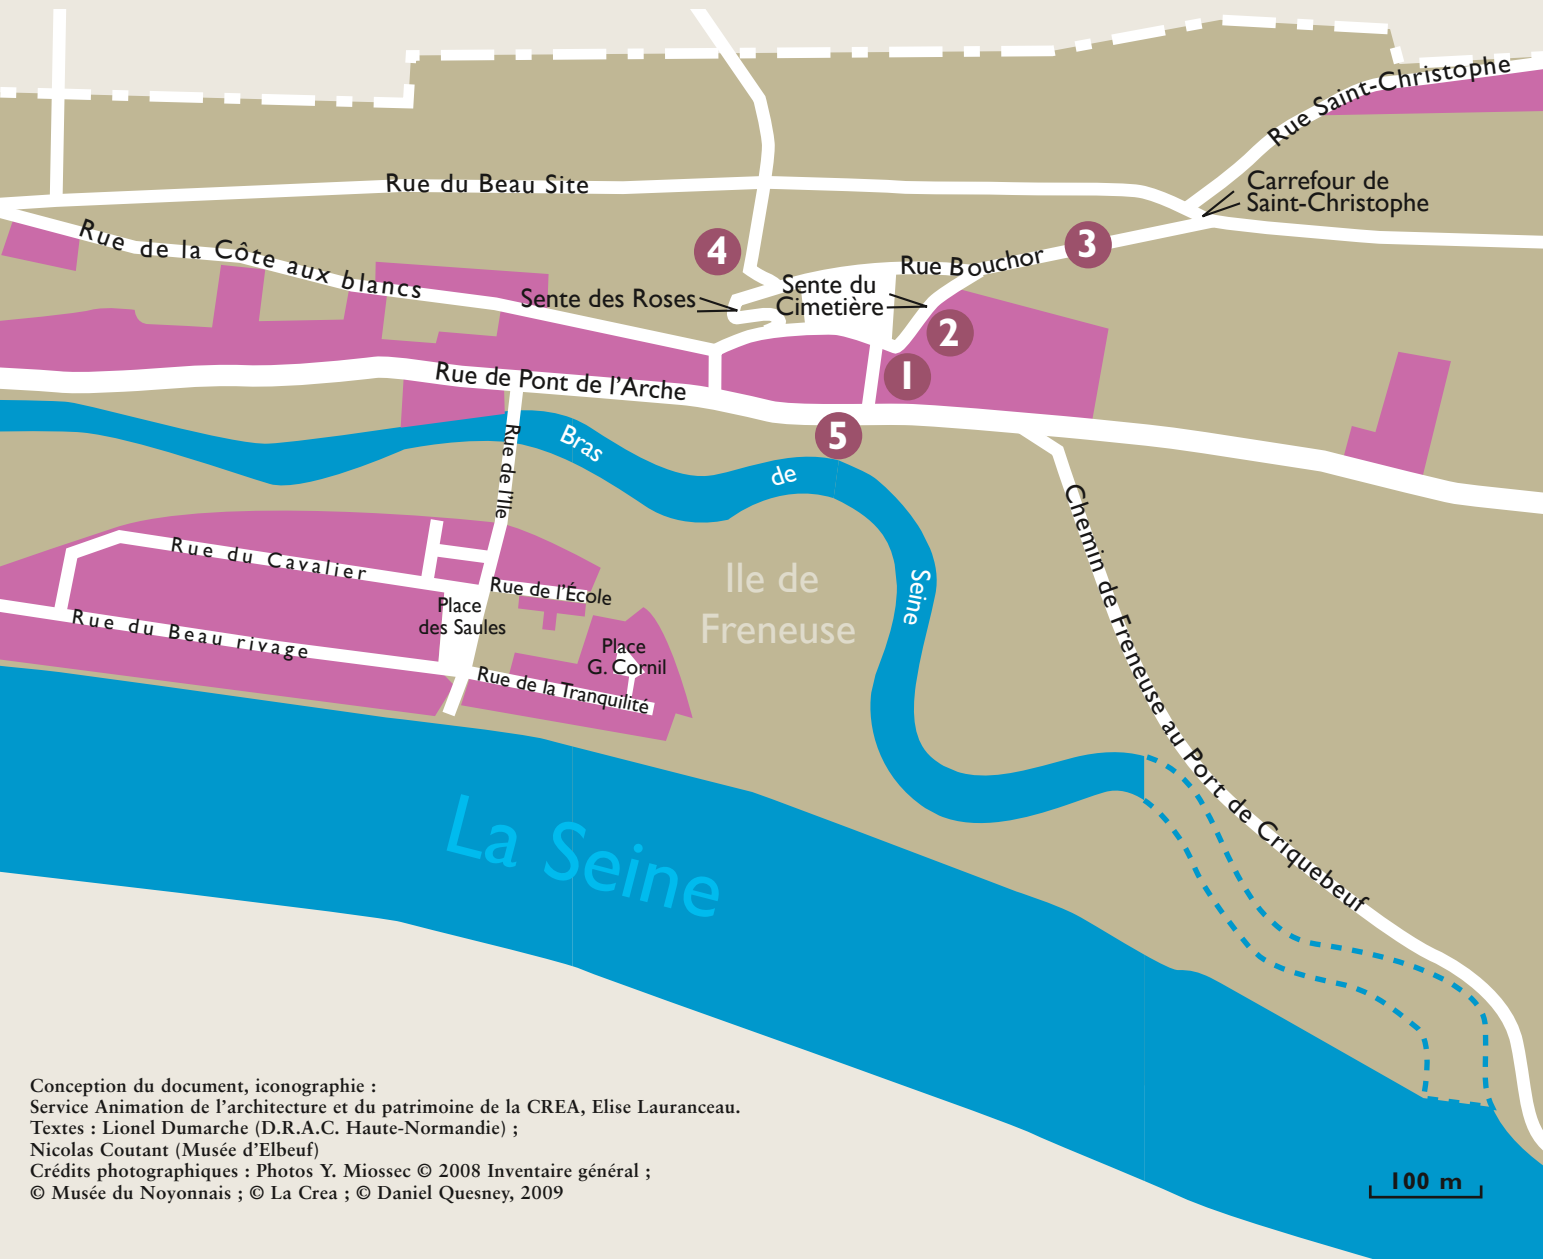 Rue Saint-Christophe
Rue du Beau Site
Carrefour de
Saint-Christophe
Rue de la Côte aux blancs
4
3
Rue Bouchor
Sente du
Cimetière
Sente des Roses
2
1
Rue de Pont de l'Arche
5
Bras
de
Seine
Rue de l'Ile
Chemin de Freneuse au Port de Criquebeuf
Rue du Cavalier
Rue de l'École
Ile de
Freneuse
Place
des Saules
Rue du Beau rivage
Place
G. Cornil
Rue de la Tranquilité
La Seine
Conception du document, iconographie :
Service Animation de l'architecture et du patrimoine de la CREA, Elise Lauranceau.
Textes : Lionel Dumarche (D.R.A.C. Haute-Normandie) ;
Nicolas Coutant (Musée d'Elbeuf)
Crédits photographiques : Photos Y. Miossec © 2008 Inventaire général ;
© Musée du Noyonnais ; © La Crea ; © Daniel Quesney, 2009
100 m